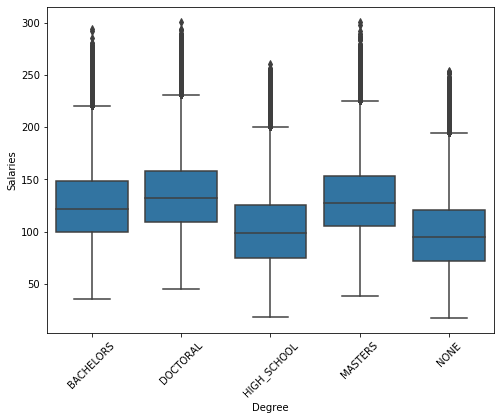 300
250
200
150
100
50
Salaries
BACHELORS
DOCTORAL
HIGH_SCHOOL
MASTERS
NONE
Degree